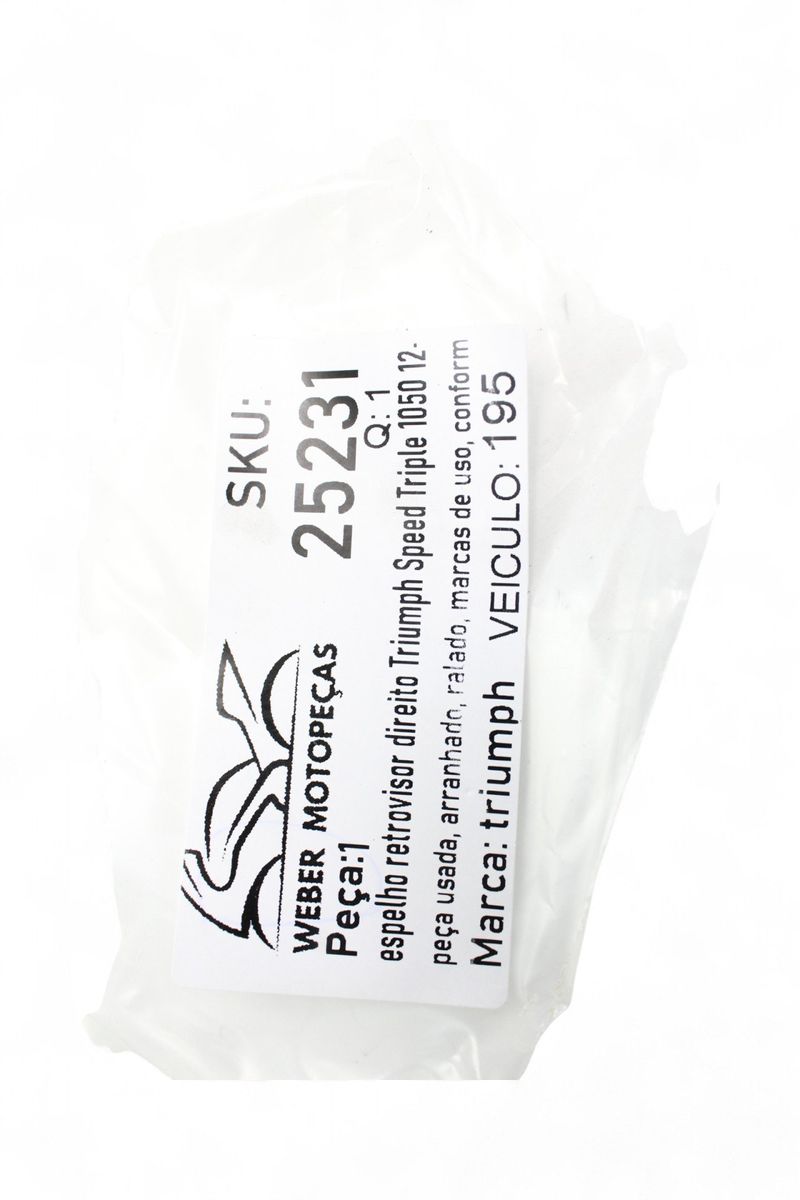 SKU:
25231
Q: 1
WEBER MOTOPEÇAS
Peça:1
espelho retrovisor direito Triumph Speed Triple 1050 12-
peça usada, arranhado, ralado, marcas de uso, conform
Marca: triumph VEICULO: 195